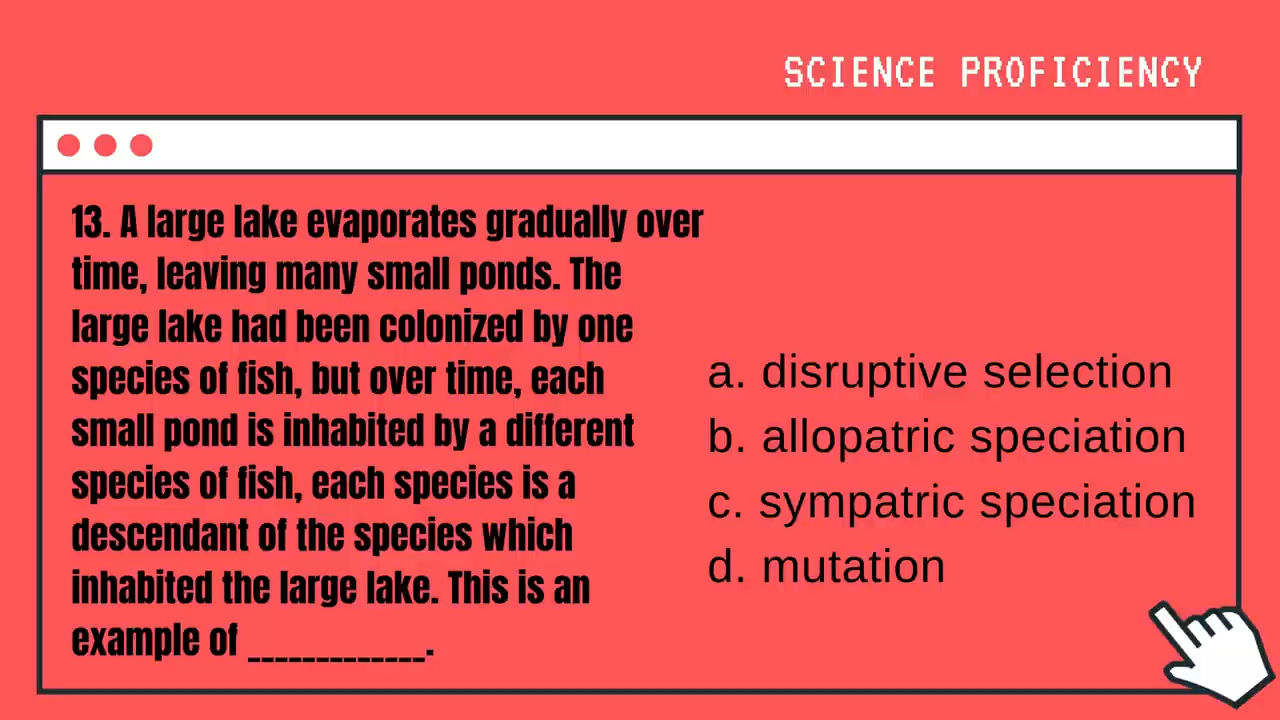 SCIENCE PROFICIENCY
13. A large lake evaporates gradually over
time, leaving many small ponds. The
large lake had been colonized by one
species of fish, but over time, each
small pond is inhabited by a different
species of fish, each species is a
descendant of the species which
inhabited the large lake. This is an
example of _____________.
a. disruptive selection
b. allopatric speciation
c. sympatric speciation
d. mutation